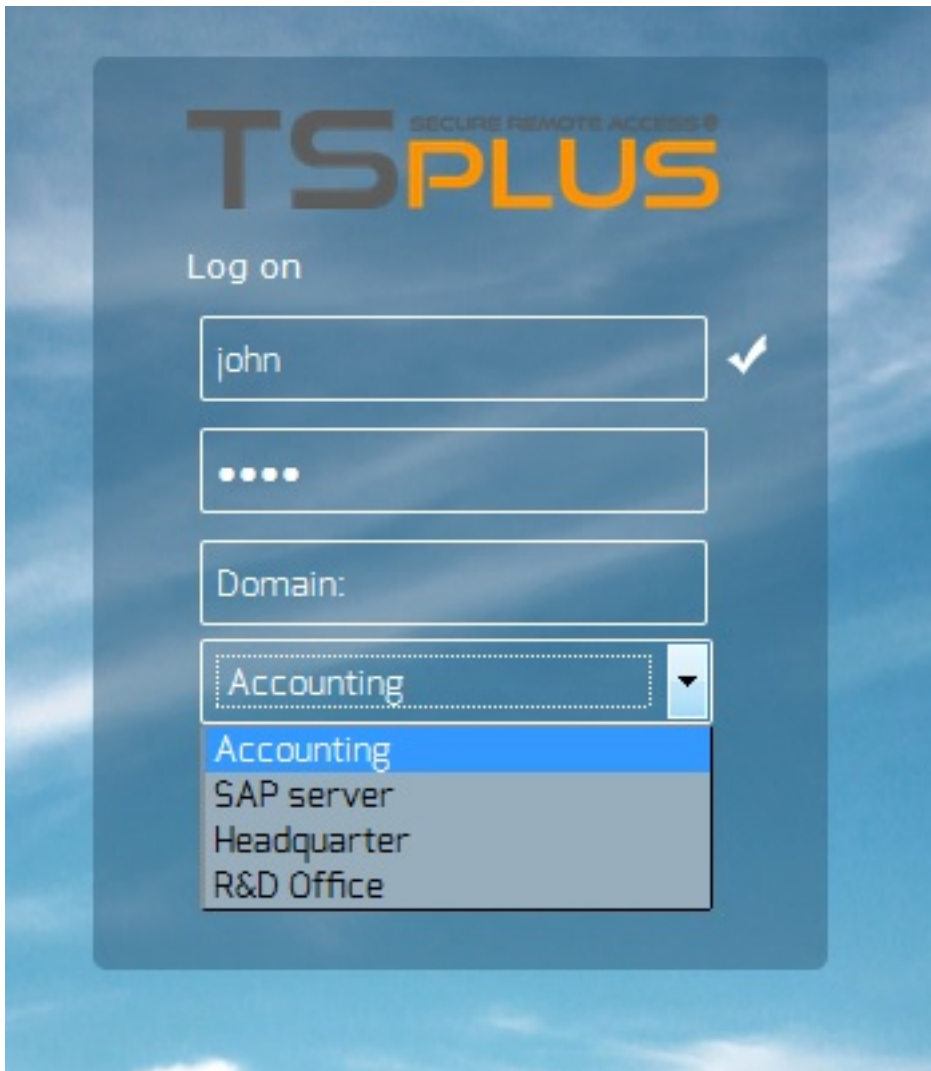 TSPLUS
SECURE REMOTE ACCESS
Log on
john
••••
Domain:
Accounting
Accounting
SAP server
Headquarter
R&D Office